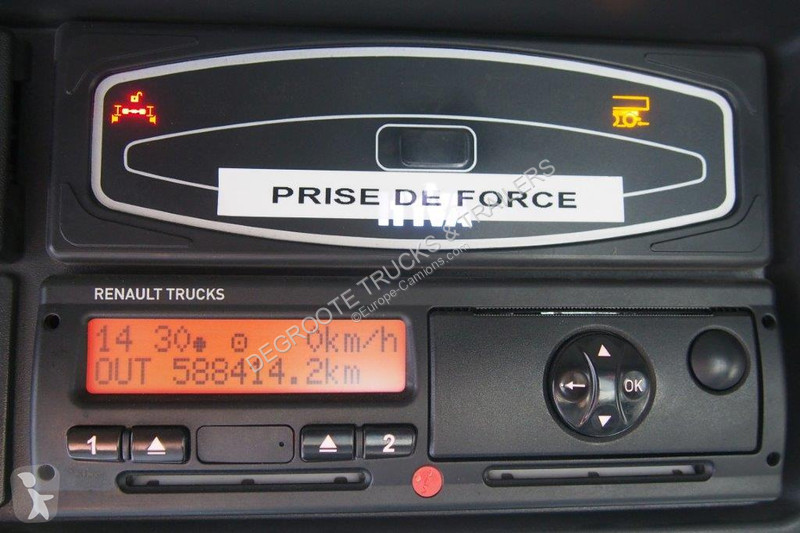 PRISE DE FORCE
RENAULT TRUCKS
14 30 0km/h
OUT 588414.2km
1 2
OK
DEGROOTE TRUCKS & TRAILERS
©Europe-Camions.com